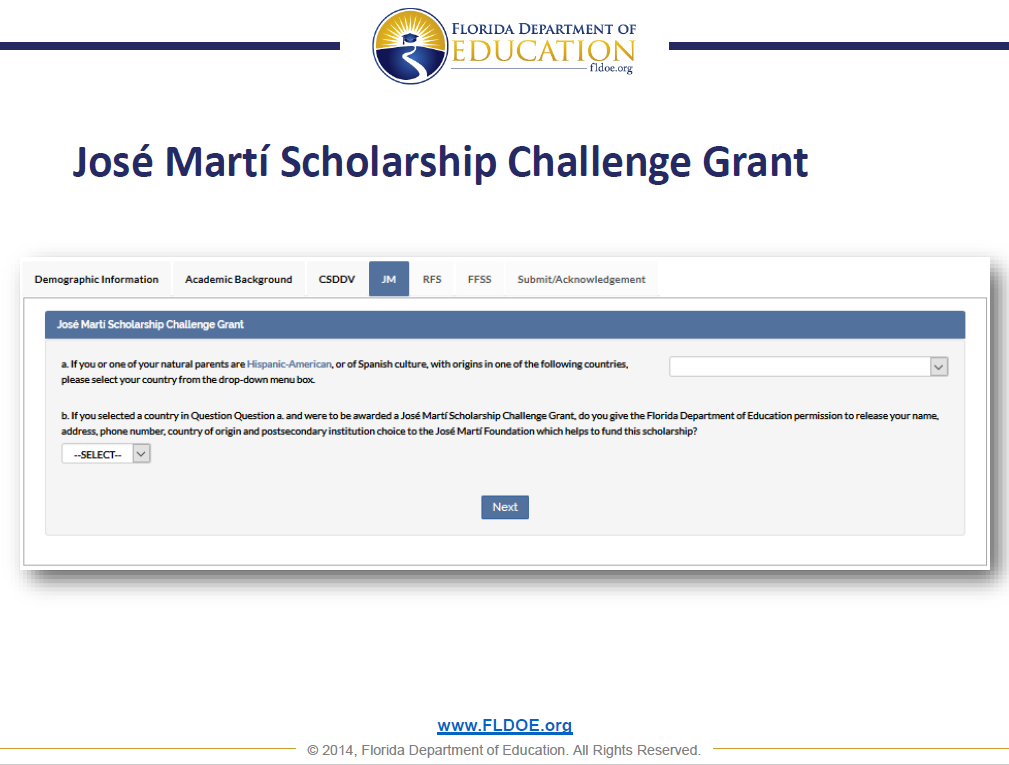 FLORIDA DEPARTMENT OF
EDUCATION
fldoe.org
José Martí Scholarship Challenge Grant
Demographic Information Academic Background CSDDV JM RFS FFSS Submit/Acknowledgement
José Martí Scholarship Challenge Grant
a. If you or one of your natural parents are Hispanic-American, or of Spanish culture, with origins in one of the following countries,
please select your country from the drop-down menu box.
b. If you selected a country in Question Question a. and were to be awarded a José Martí Scholarship Challenge Grant, do you give the Florida Department of Education permission to release your name,
address, phone number, country of origin and postsecondary institution choice to the José Martí Foundation which helps to fund this scholarship?
--SELECT--
Next
www.FLDOE.org
© 2014, Florida Department of Education. All Rights Reserved.